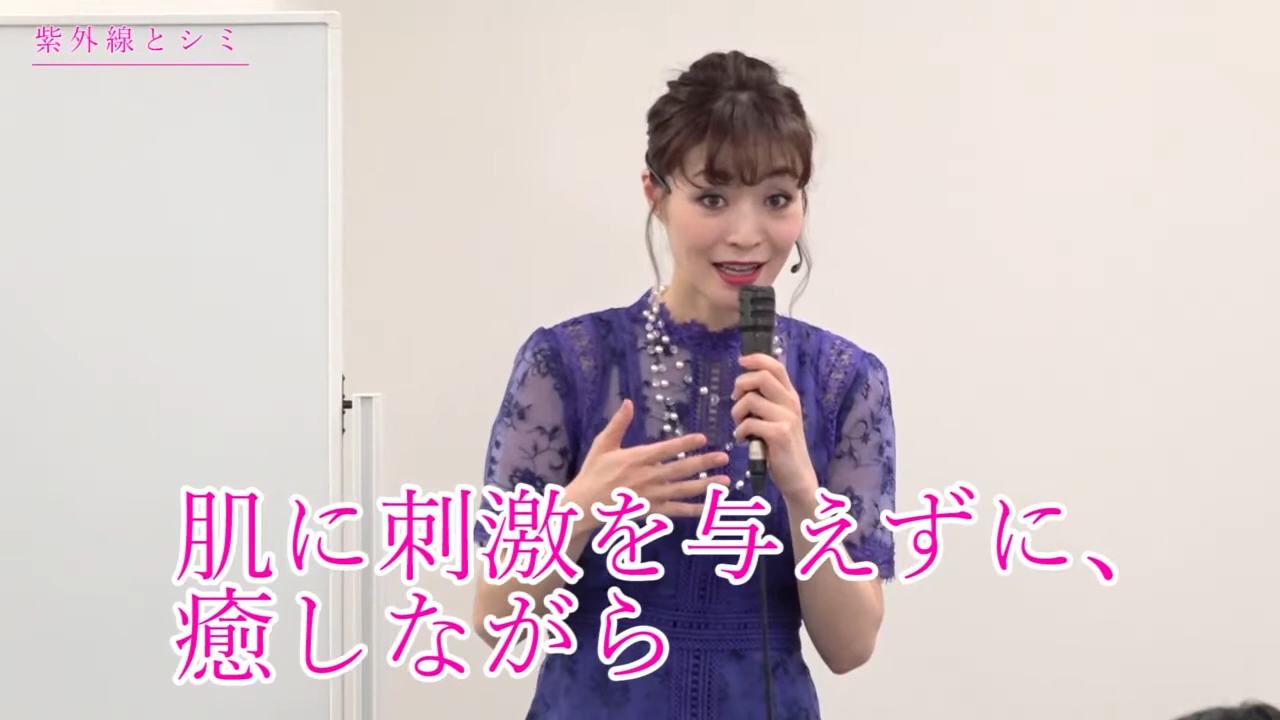 紫外線とシミ
肌に刺激を与えずに、
癒しながら